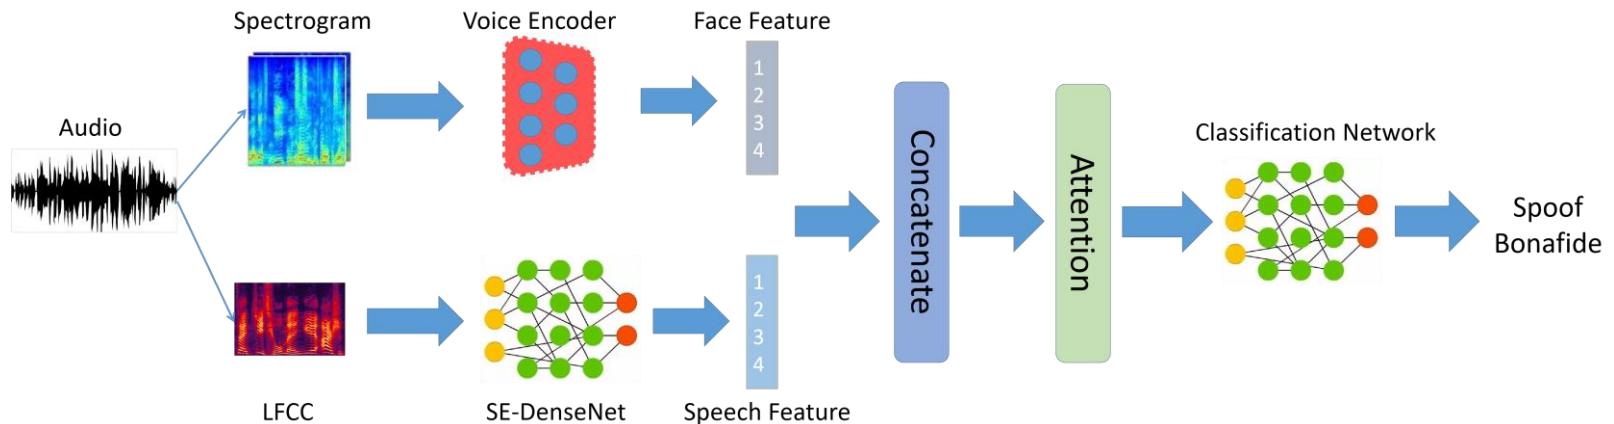 Audio
Spectrogram
Voice Encoder
Face Feature
1
2
3
4
LFCC
SE-DenseNet
Speech Feature
1
2
3
4
Concatenate
Attention
Classification Network
Spoof
Bonafide